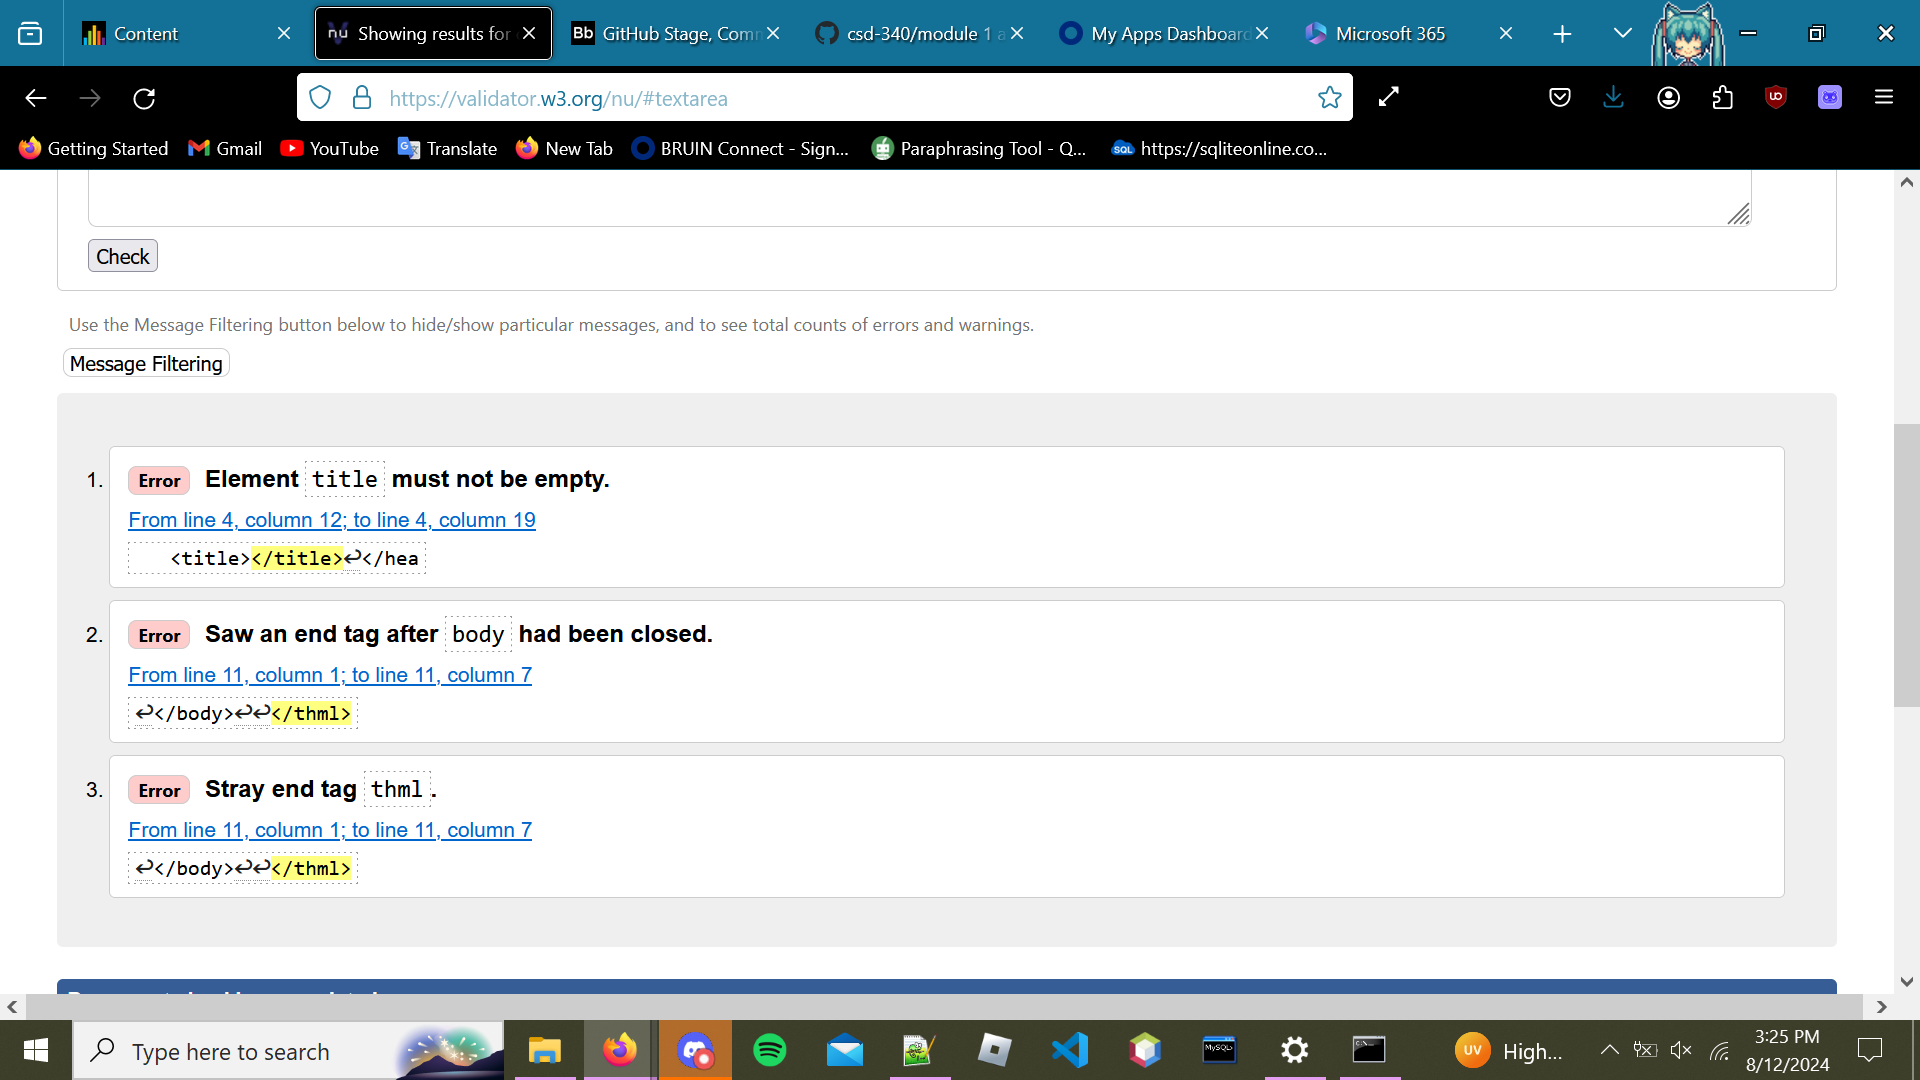 Content
Showing results for
Bb GitHub Stage, Comm
csd-340/module 1 a
My Apps Dashboard
Microsoft 365
https://validator.w3.org/nu/#textarea
Getting Started
Gmail
YouTube
Translate
New Tab
BRUIN Connect - Sign...
Paraphrasing Tool - Q...
SQL https://sqliteonline.co...
Check
Use the Message Filtering button below to hide/show particular messages, and to see total counts of errors and warnings.
Message Filtering
1. Error Element title must not be empty.
From line 4, column 12; to line 4, column 19
<title></title>↩</hea
2. Error Saw an end tag after body had been closed.
From line 11, column 1; to line 11, column 7
↩</body>↩↩</thml>
3. Error Stray end tag thml.
From line 11, column 1; to line 11, column 7
↩</body>↩↩</thml>
Type here to search
MySQL
UV High...
3:25 PM
8/12/2024